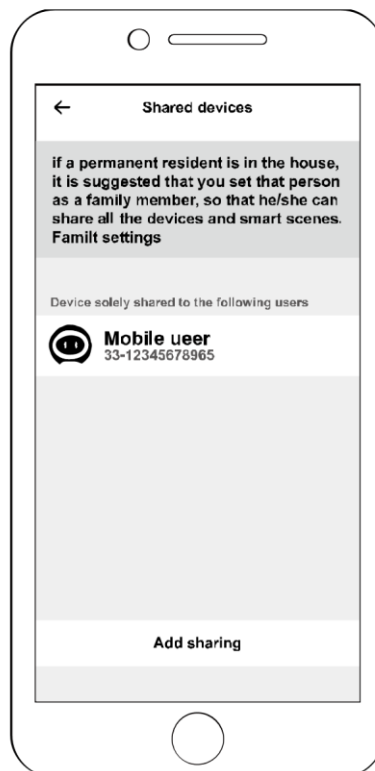 Shared devices
if a permanent resident is in the house,
it is suggested that you set that person
as a family member, so that he/she can
share all the devices and smart scenes.
Familt settings
Device solely shared to the following users
Mobile ueer
33-12345678965
Add sharing